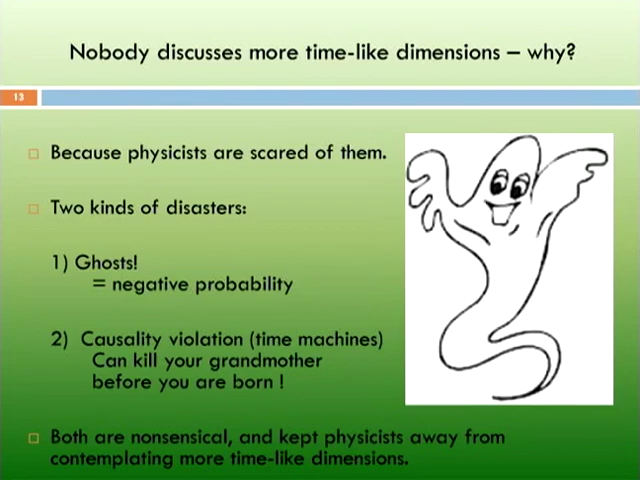 Nobody discusses more time-like dimensions – why?
13
Because physicists are scared of them.
Two kinds of disasters:
1) Ghosts!
= negative probability
2) Causality violation (time machines)
Can kill your grandmother
before you are born !
Both are nonsensical, and kept physicists away from
contemplating more time-like dimensions.